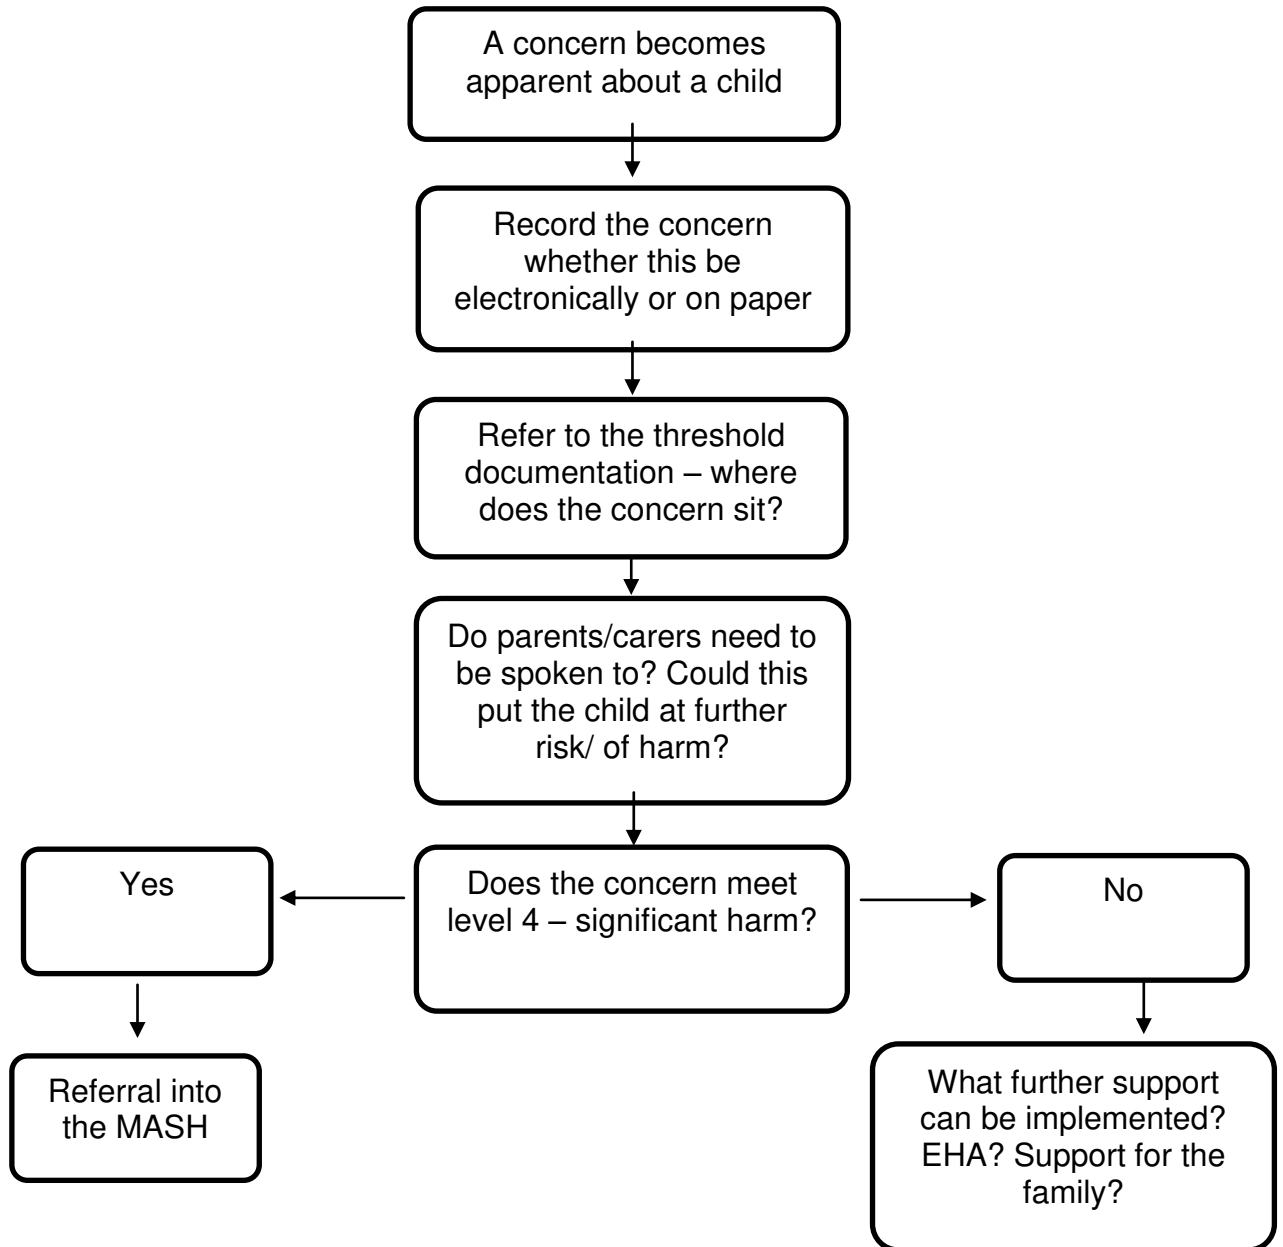 A concern becomes
apparent about a child
Record the concern
whether this be
electronically or on paper
Refer to the threshold
documentation – where
does the concern sit?
Do parents/carers need to
be spoken to? Could this
put the child at further
risk/ of harm?
Yes
Does the concern meet
level 4 – significant harm?
No
Referral into
the MASH
What further support
can be implemented?
EHA? Support for the
family?